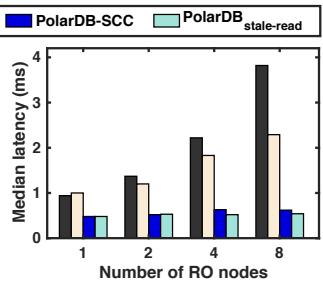 PolarDB-SCC PolarDB stale-read
Median latency (ms)
4
3
2
1
0
1 2 4 8
Number of RO nodes